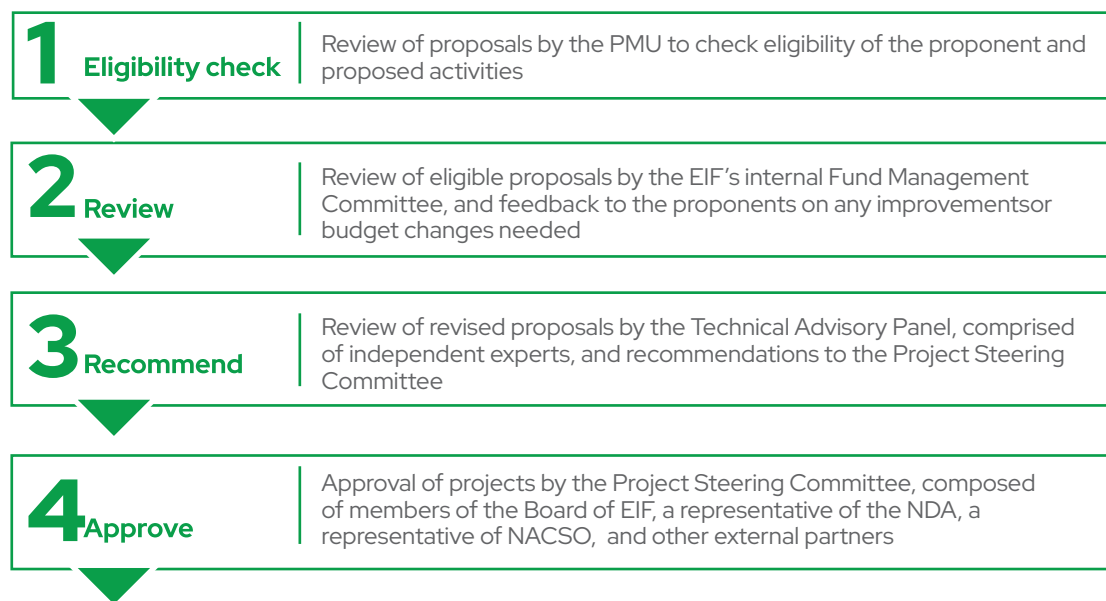 1 Eligibility check
Review of proposals by the PMU to check eligibility of the proponent and
proposed activities
2 Review
Review of eligible proposals by the EIF’s internal Fund Management
Committee, and feedback to the proponents on any improvementsor
budget changes needed
3 Recommend
Review of revised proposals by the Technical Advisory Panel, comprised
of independent experts, and recommendations to the Project Steering
Committee
4 Approve
Approval of projects by the Project Steering Committee, composed
of members of the Board of EIF, a representative of the NDA, a
representative of NACSO,  and other external partners